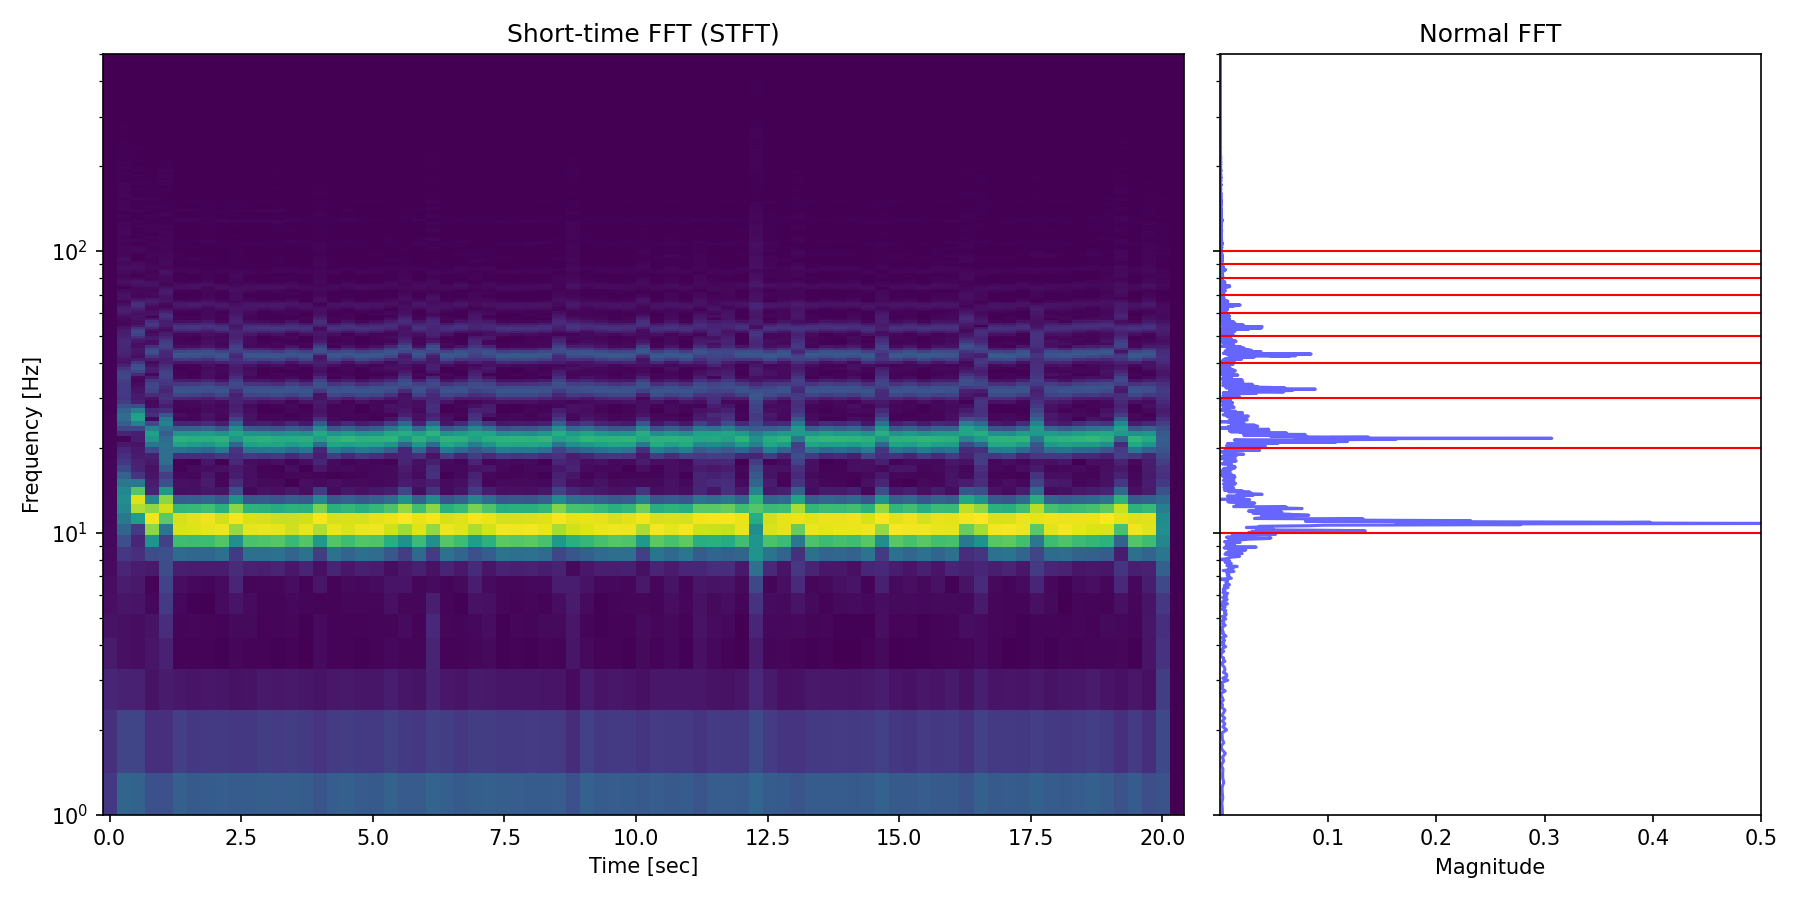 Short-time FFT (STFT)
Normal FFT
Frequency [Hz]
10²
10¹
10⁰
0.0 2.5 5.0 7.5 10.0 12.5 15.0 17.5 20.0
Time [sec]
0.1 0.2 0.3 0.4 0.5
Magnitude